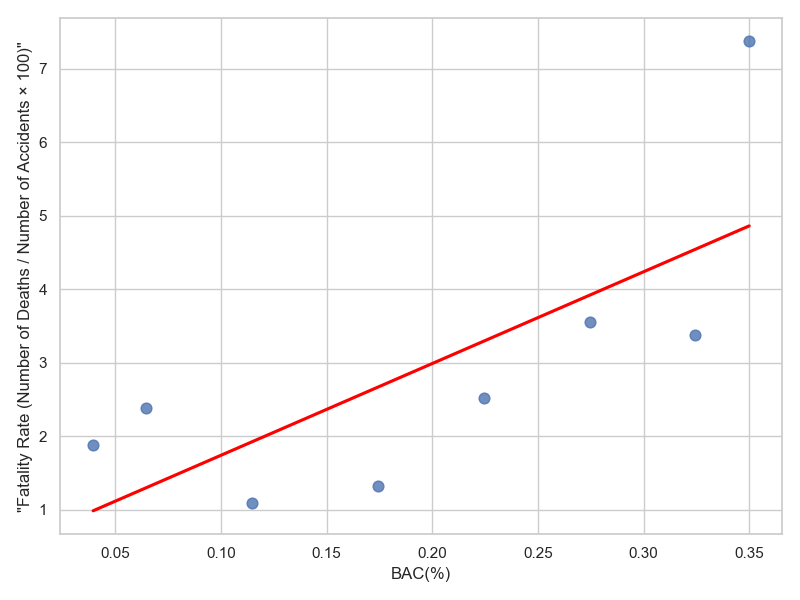 "Fatality Rate (Number of Deaths / Number of Accidents × 100)"
7
6
5
4
3
2
1
0.05 0.10 0.15 0.20 0.25 0.30 0.35
BAC(%)